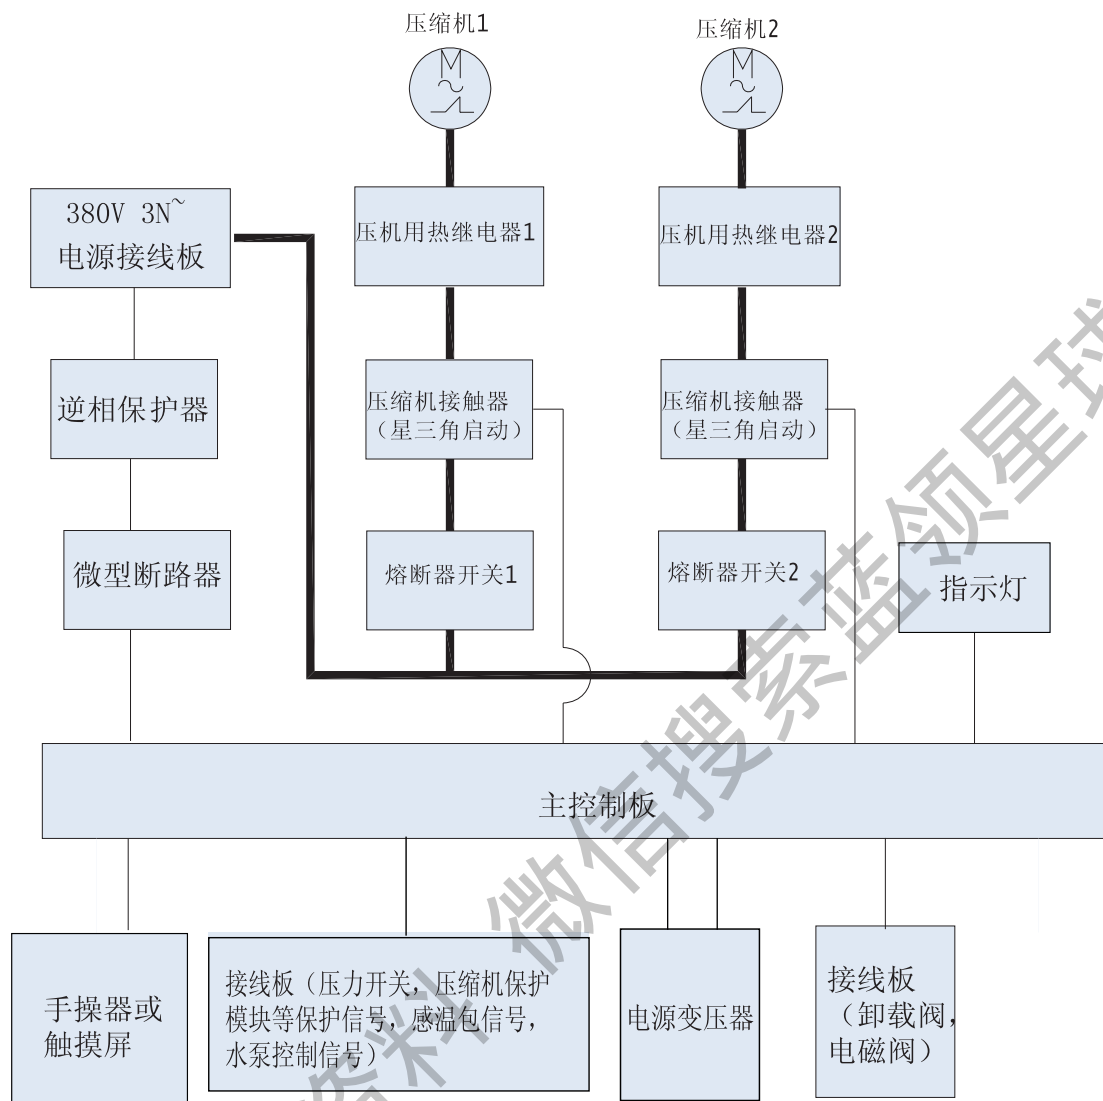 压缩机1
压缩机2
M
M
380V 3N~
电源接线板
压机用热继电器1
压机用热继电器2
逆相保护器
压缩机接触器
（星三角启动）
压缩机接触器
（星三角启动）
微型断路器
熔断器开关1
熔断器开关2
指示灯
主控制板
手操器或
触摸屏
接线板（压力开关，压缩机保护
模块等保护信号，感温包信号，
水泵控制信号）
电源变压器
接线板
（卸载阀，
电磁阀）
资料 微信搜索蓝领星球